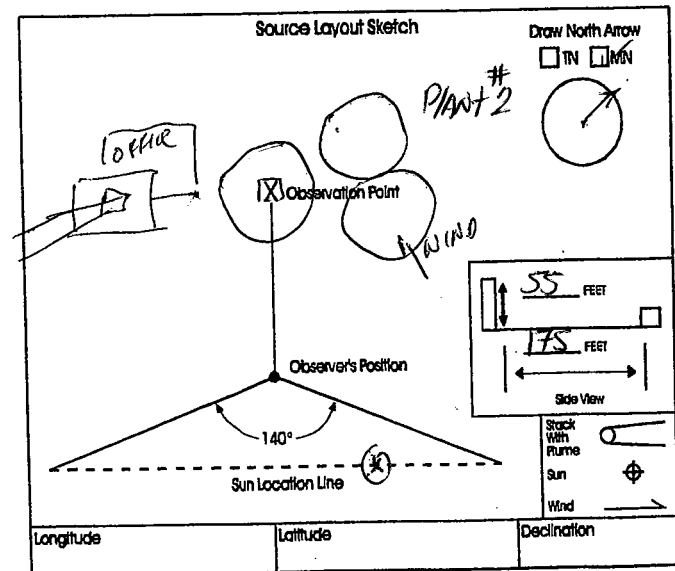 Source Layout Sketch
Draw North Arrow
TN MN
PlANt #2
OFFICE
X Observation Point
WIND
55 FEET
175 FEET
Side View
Observer's Position
140°
Sun Location Line
Stack
With
Plume
Sun
Wind
Longitude
Latitude
Declination